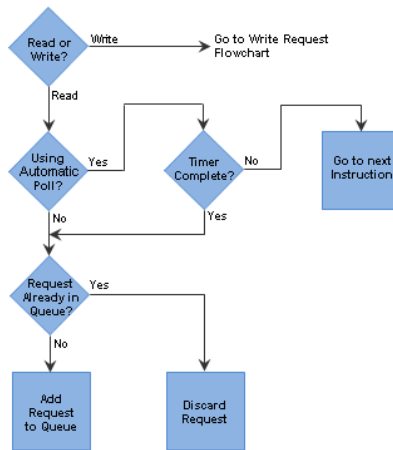 Read or
Write?
Write
Go to Write Request
Flowchart
Read
Using
Automatic
Poll?
Yes
Timer
Complete?
No
Go to next
Instruction
No
Yes
Request
Already in
Queue?
Yes
No
Add
Request
to Queue
Discard
Request